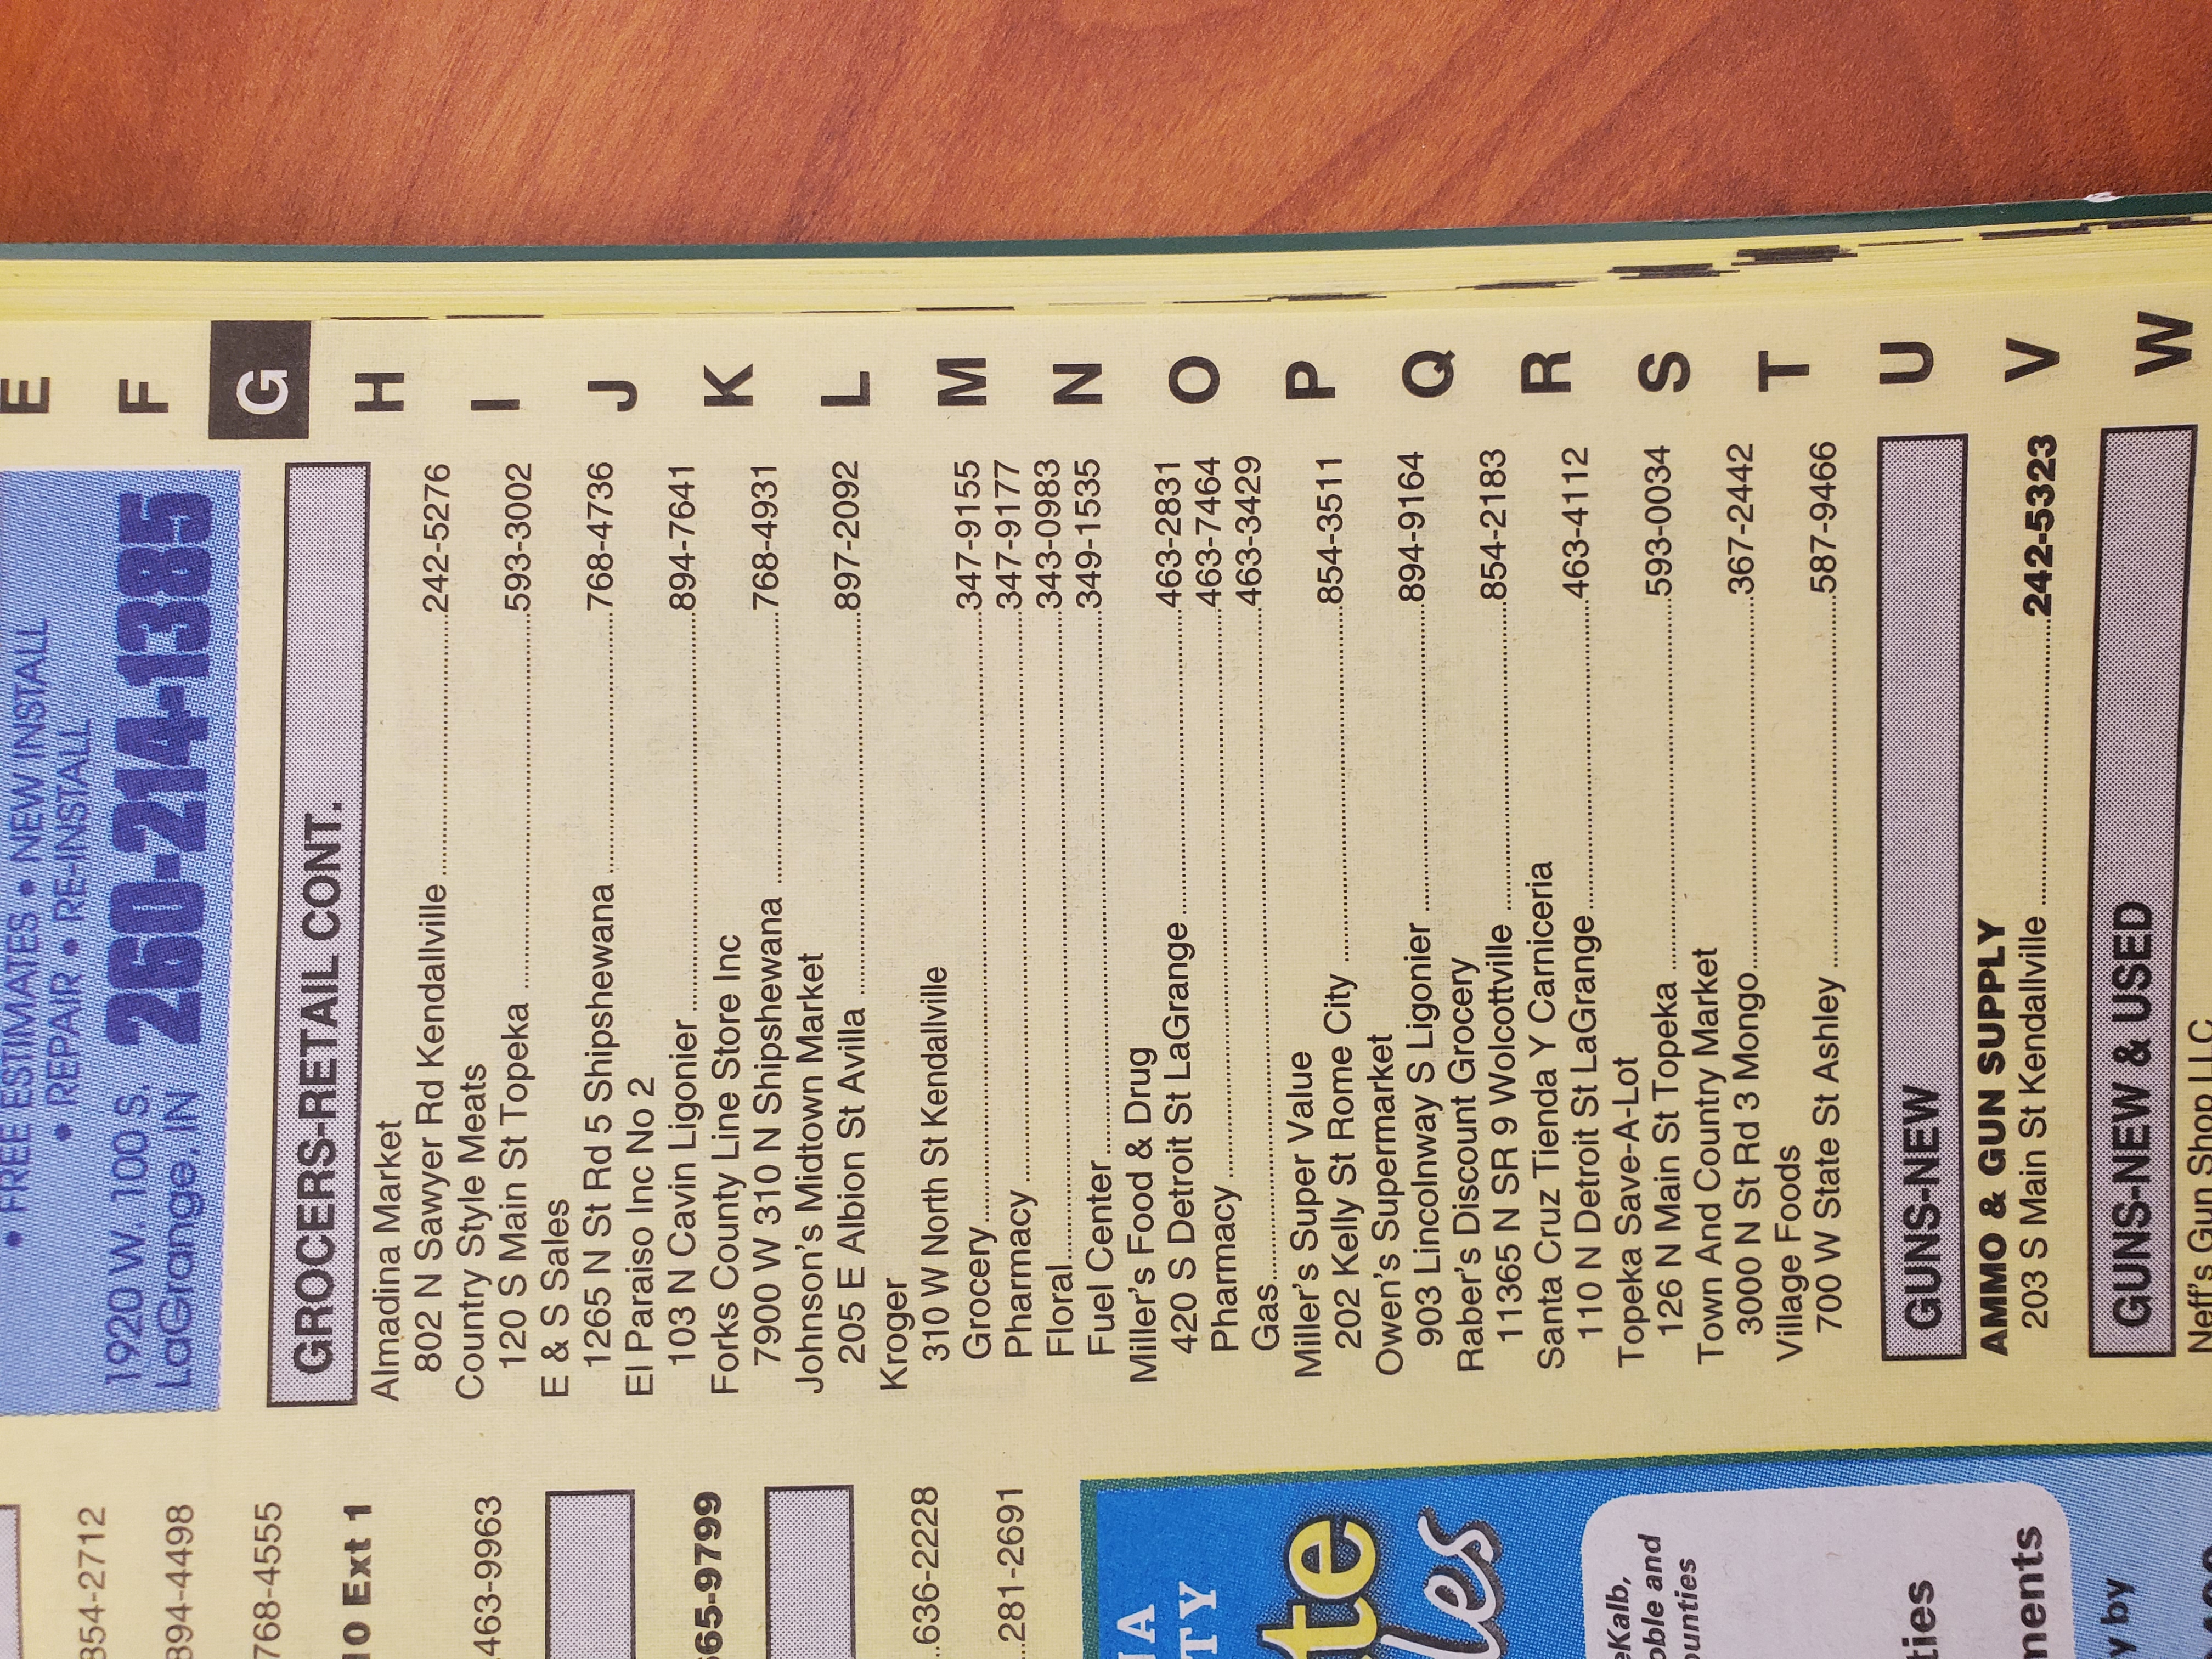 • FREE ESTIMATES • NEW INSTALL
• REPAIR • RE-INSTALL
1920 W. 100 S.
LaGrange, IN
260-214-1385
GROCERS-RETAIL CONT.
Almadina Market
802 N Sawyer Rd Kendallville ..........242-5276
Country Style Meats
120 S Main St Topeka ..........593-3002
E & S Sales
1265 N St Rd 5 Shipshewana ..........768-4736
El Paraiso Inc No 2
103 N Cavin Ligonier ..........894-7641
Forks County Line Store Inc
7900 W 310 N Shipshewana ..........768-4931
Johnson's Midtown Market
205 E Albion St Avilla ..........897-2092
Kroger
310 W North St Kendallville
Grocery..........347-9155
Pharmacy..........347-9177
Floral..........343-0983
Fuel Center..........349-1535
Miller's Food & Drug
420 S Detroit St LaGrange..........463-2831
Pharmacy..........463-7464
Gas..........463-3429
Miller's Super Value
202 Kelly St Rome City ..........854-3511
Owen's Supermarket
903 Lincolnway S Ligonier..........894-9164
Raber's Discount Grocery
11365 N SR 9 Wolcottville ..........854-2183
Santa Cruz Tienda Y Carniceria
110 N Detroit St LaGrange..........463-4112
Topeka Save-A-Lot
126 N Main St Topeka ..........593-0034
Town And Country Market
3000 N St Rd 3 Mongo..........367-2442
Village Foods
700 W State St Ashley ..........587-9466
GUNS-NEW
AMMO & GUN SUPPLY
203 S Main St Kendallville ..........242-5323
GUNS-NEW & USED
Neff's Gun Shop LLC
E
F
G
H
I
J
K
L
M
N
O
P
Q
R
S
T
U
V
W
354-2712
394-4498
768-4555
Ext 1
463-9963
65-9799
636-2228
281-2691
by